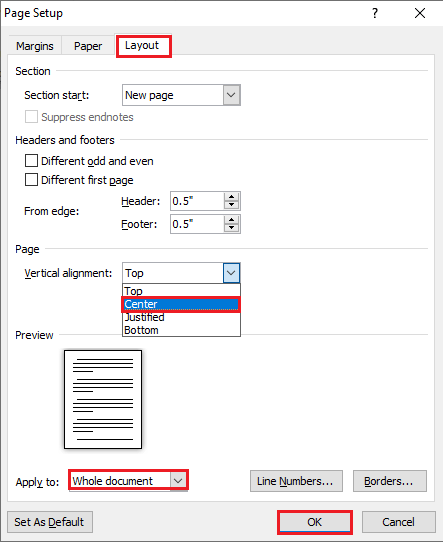 Page Setup ? ×
Margins Paper Layout
Section
Section start: New page
Suppress endnotes
Headers and footers
Different odd and even
Different first page
Header: 0.5"
From edge:
Footer: 0.5"
Page
Vertical alignment: Top
Top
Center
Justified
Bottom
Preview
Apply to: Whole document Line Numbers... Borders...
Set As Default OK Cancel